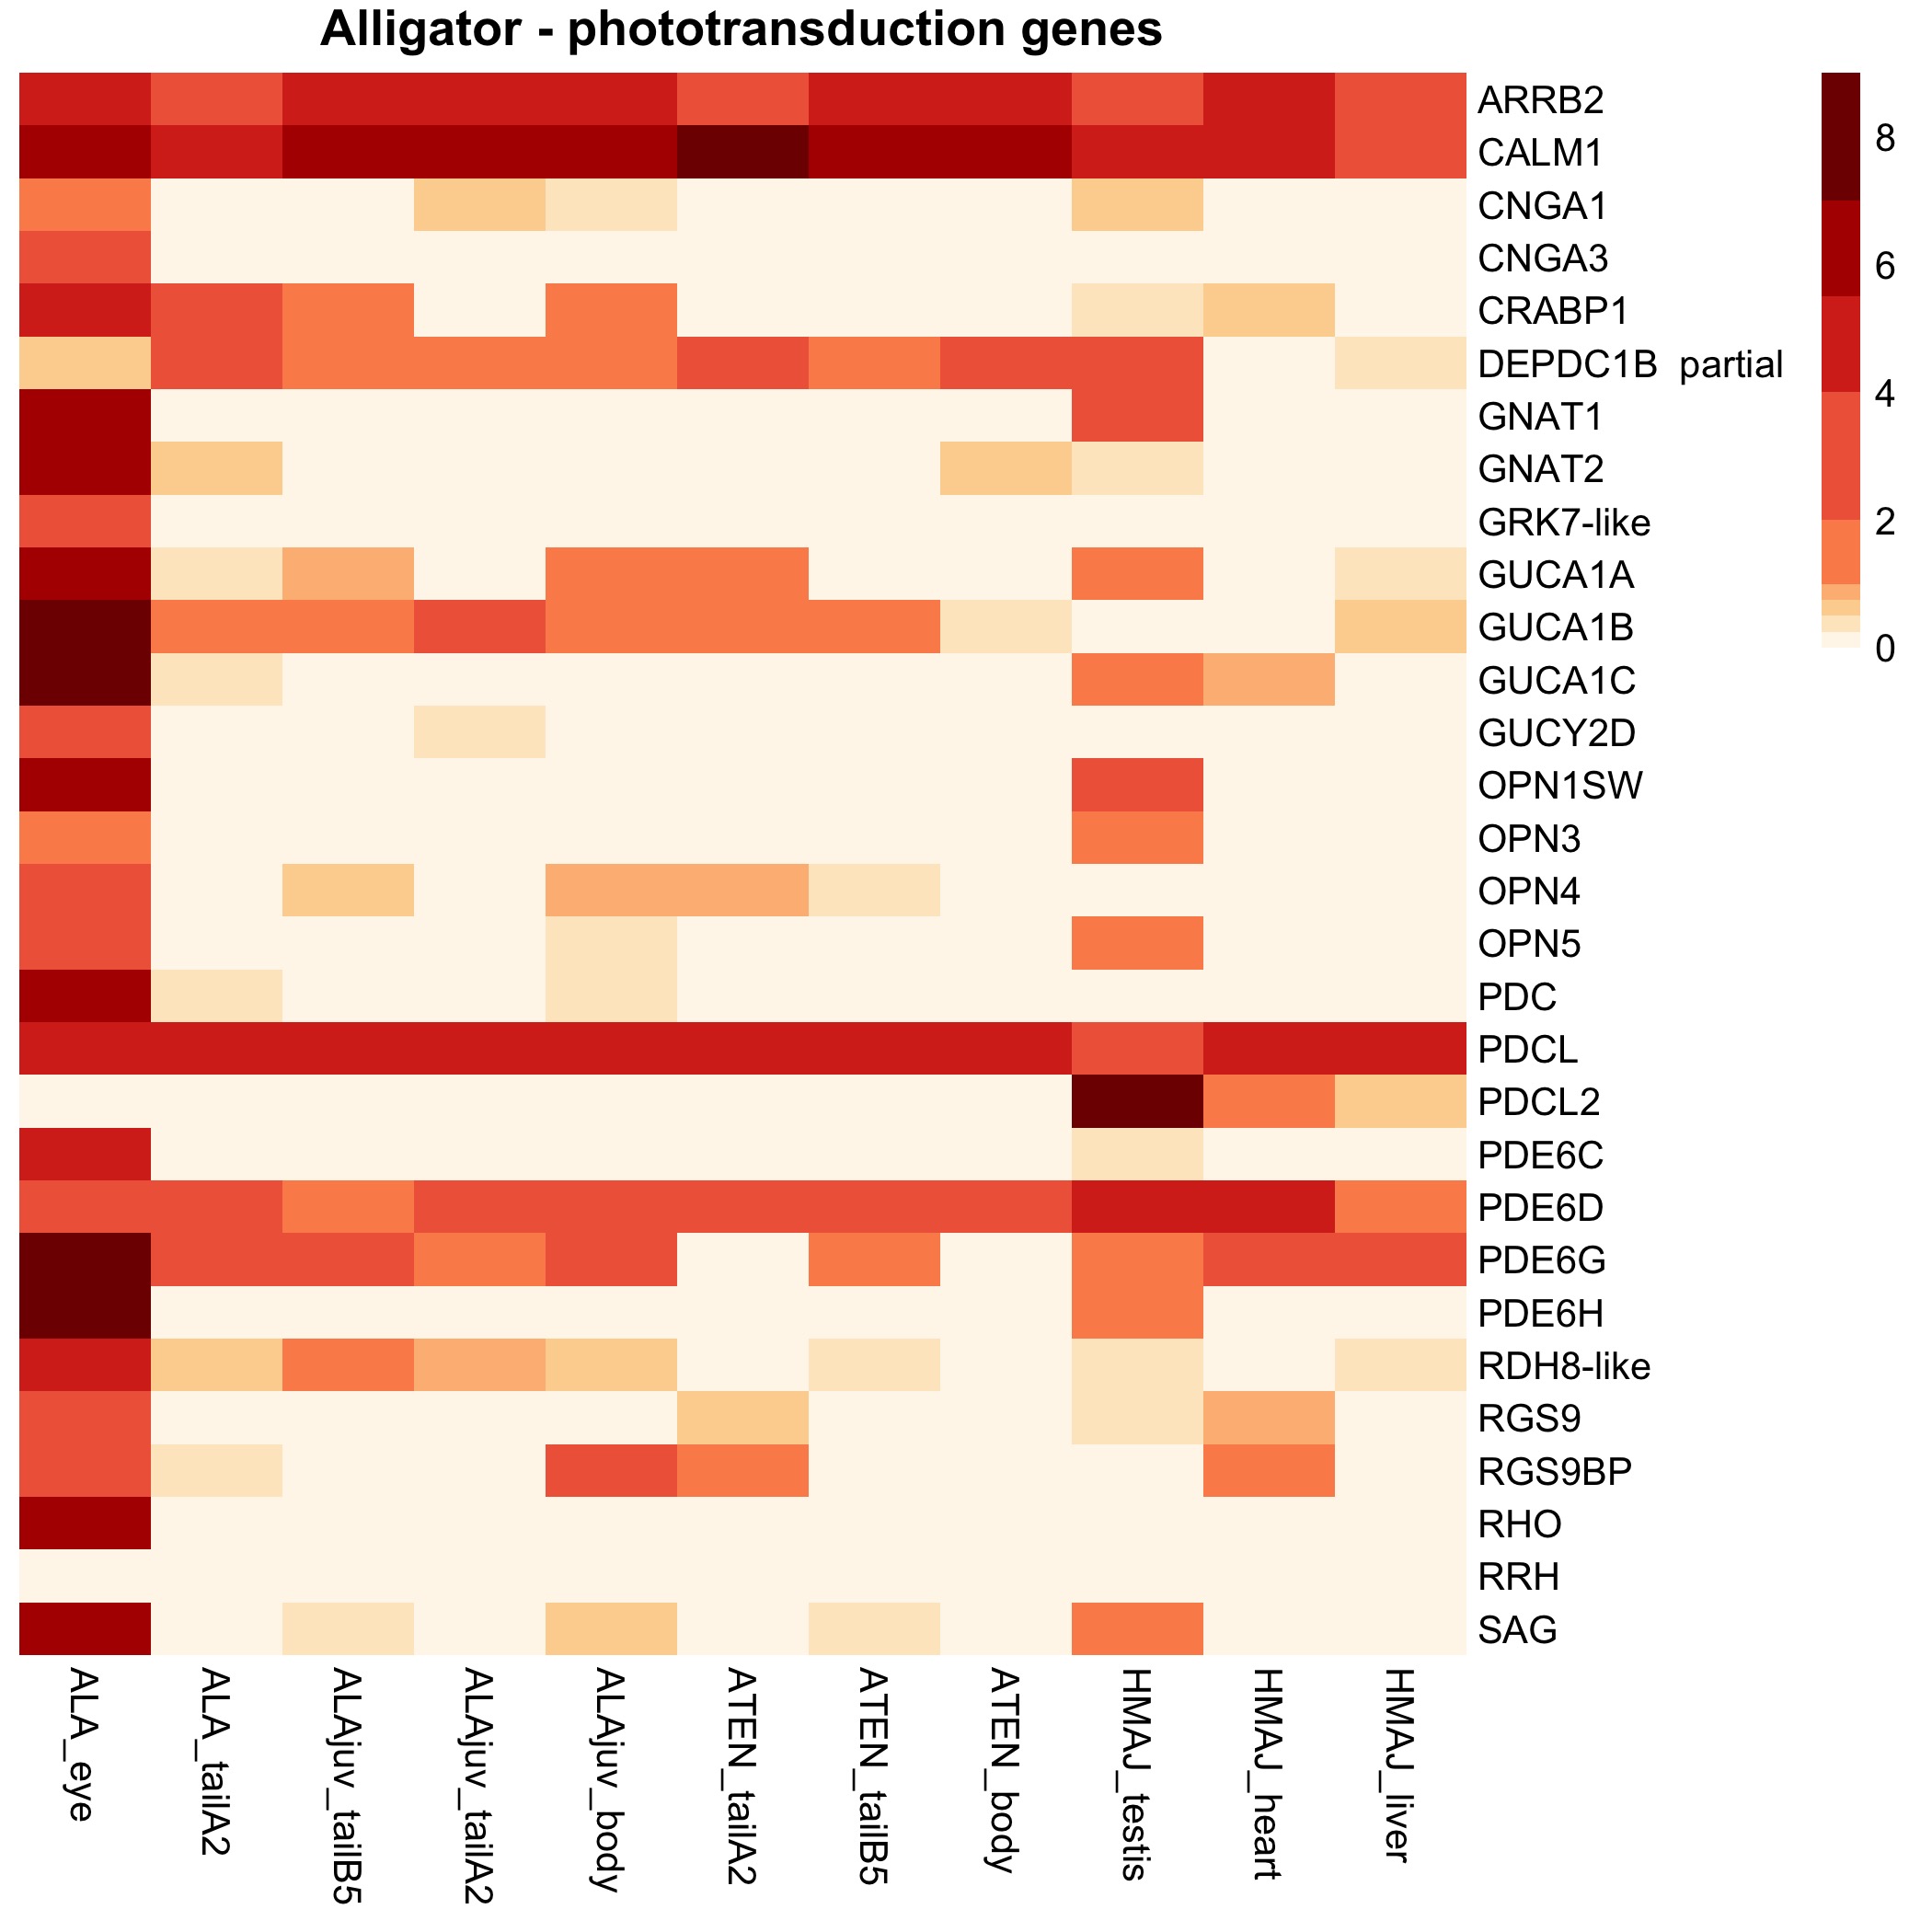 Alligator - phototransduction genes
ARRB2
CALM1
CNGA1
CNGA3
CRABP1
DEPDC1B partial
GNAT1
GNAT2
GRK7-like
GUCA1A
GUCA1B
GUCA1C
GUCY2D
OPN1SW
OPN3
OPN4
OPN5
PDC
PDCL
PDCL2
PDE6C
PDE6D
PDE6G
PDE6H
RDH8-like
RGS9
RGS9BP
RHO
RRH
SAG
8
6
4
2
0
ALA_eye
ALA_tailA2
ALAjuv_tailB5
ALAjuv_tailA2
ALAjuv_body
ATEN_tailA2
ATEN_tailB5
ATEN_body
HMAJ_testis
HMAJ_heart
HMAJ_liver